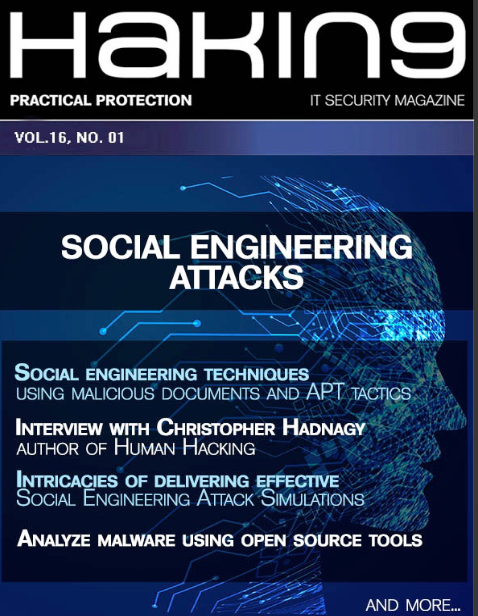 HAKIN9
PRACTICAL PROTECTION IT SECURITY MAGAZINE
VOL.16, NO. 01
SOCIAL ENGINEERING
ATTACKS
SOCIAL ENGINEERING TECHNIQUES
USING MALICIOUS DOCUMENTS AND APT TACTICS
INTERVIEW WITH CHRISTOPHER HADNAGY
AUTHOR OF HUMAN HACKING
INTRICACIES OF DELIVERING EFFECTIVE
SOCIAL ENGINEERING ATTACK SIMULATIONS
ANALYZE MALWARE USING OPEN SOURCE TOOLS
AND MORE...